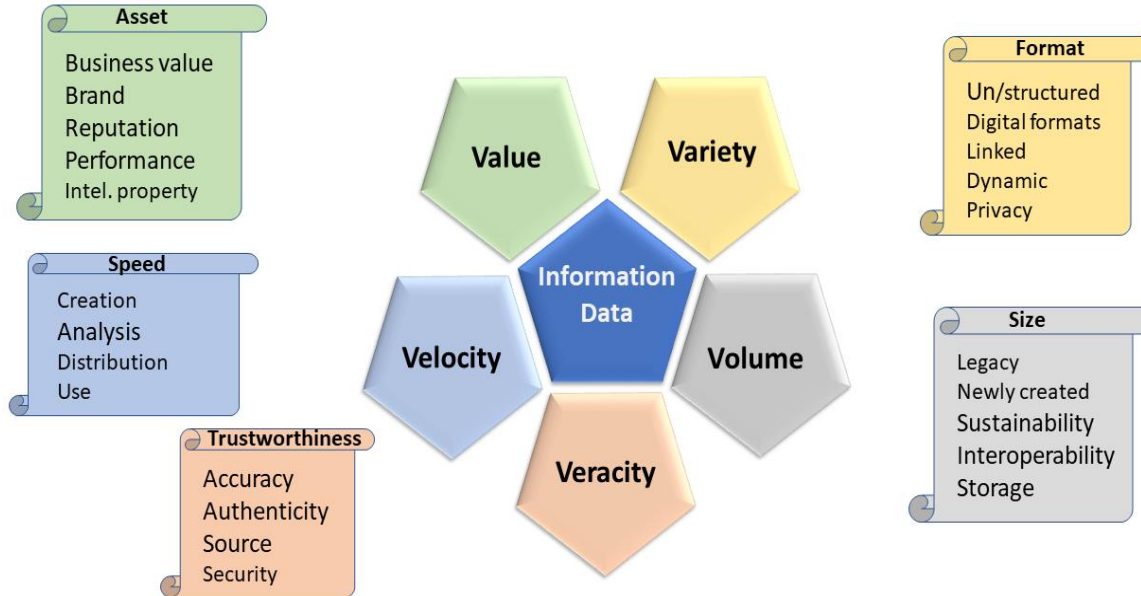 Asset
Business value
Brand
Reputation
Performance
Intel. property
Speed
Creation
Analysis
Distribution
Use
Trustworthiness
Accuracy
Authenticity
Source
Security
Value
Variety
Information
Data
Velocity
Volume
Veracity
Format
Un/structured
Digital formats
Linked
Dynamic
Privacy
Size
Legacy
Newly created
Sustainability
Interoperability
Storage